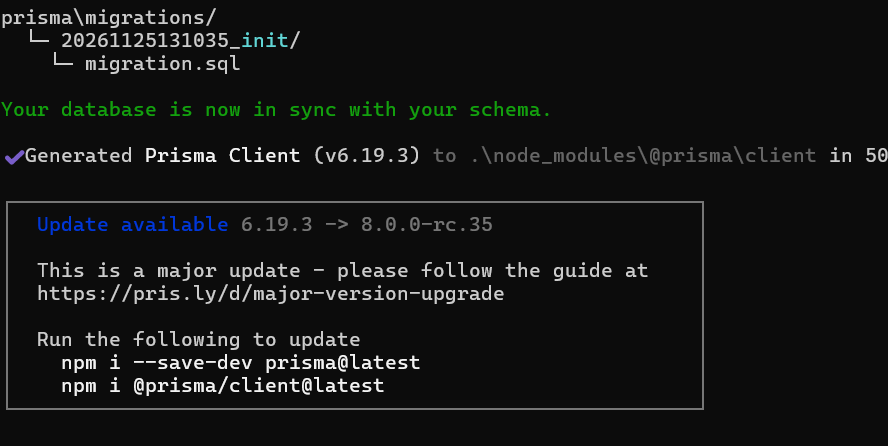 prisma\migrations/
└─ 20261125131035_init/
└─ migration.sql
Your database is now in sync with your schema.
✔Generated Prisma Client (v6.19.3) to .\node_modules\@prisma\client in 50
Update available 6.19.3 -> 8.0.0-rc.35
This is a major update - please follow the guide at
https://pris.ly/d/major-version-upgrade
Run the following to update
npm i --save-dev prisma@latest
npm i @prisma/client@latest